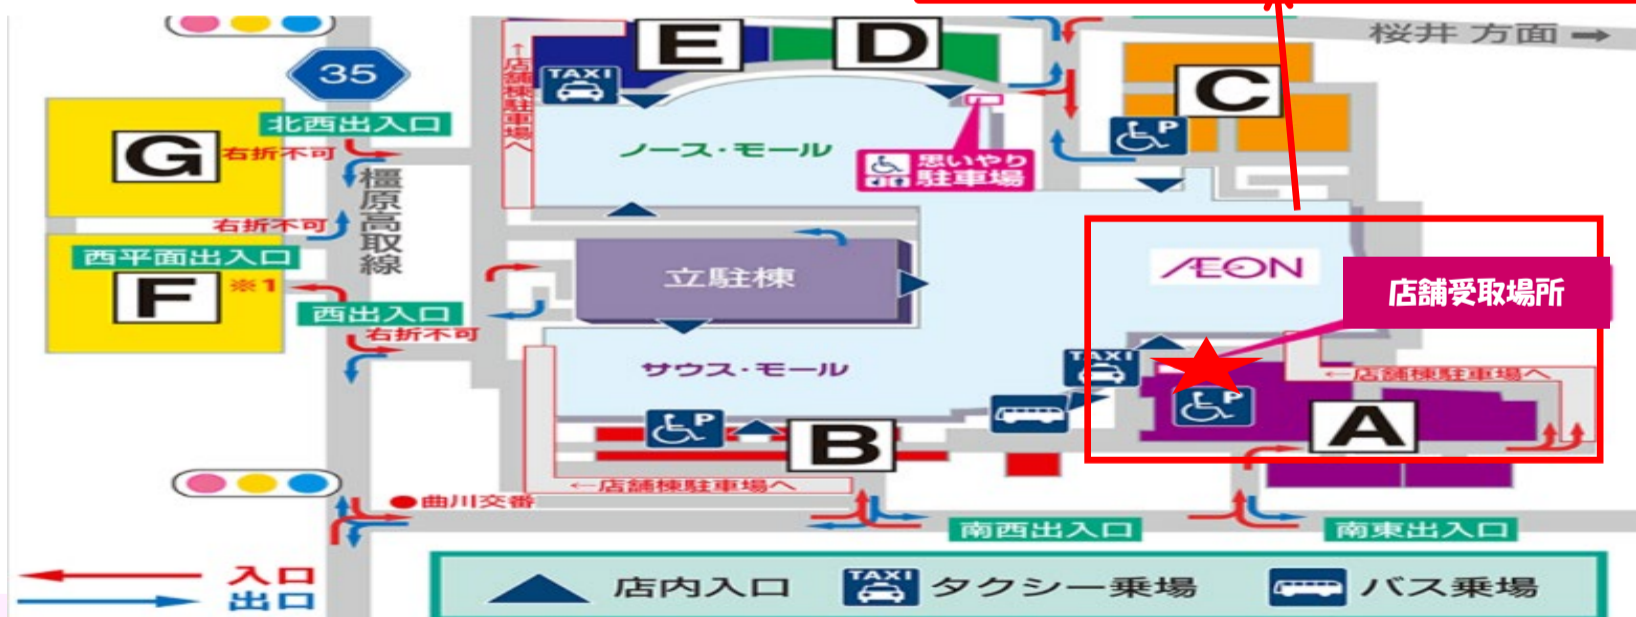 E
D
桜井 方面
TAXI
←店舗棟駐車場へ
35
C
北西出入口
G
右折不可
ノース・モール
P
思いやり
駐車場
橿原高取線
右折不可
西平面出入口
F
※1
立駐棟
ÆON
店舗受取場所
西出入口
右折不可
サウス・モール
TAXI
←店舗棟駐車場へ
P
P
B
A
←店舗棟駐車場へ
曲川交番
南西出入口
南東出入口
入口
出口
店内入口
TAXI
タクシー乗場
バス乗場